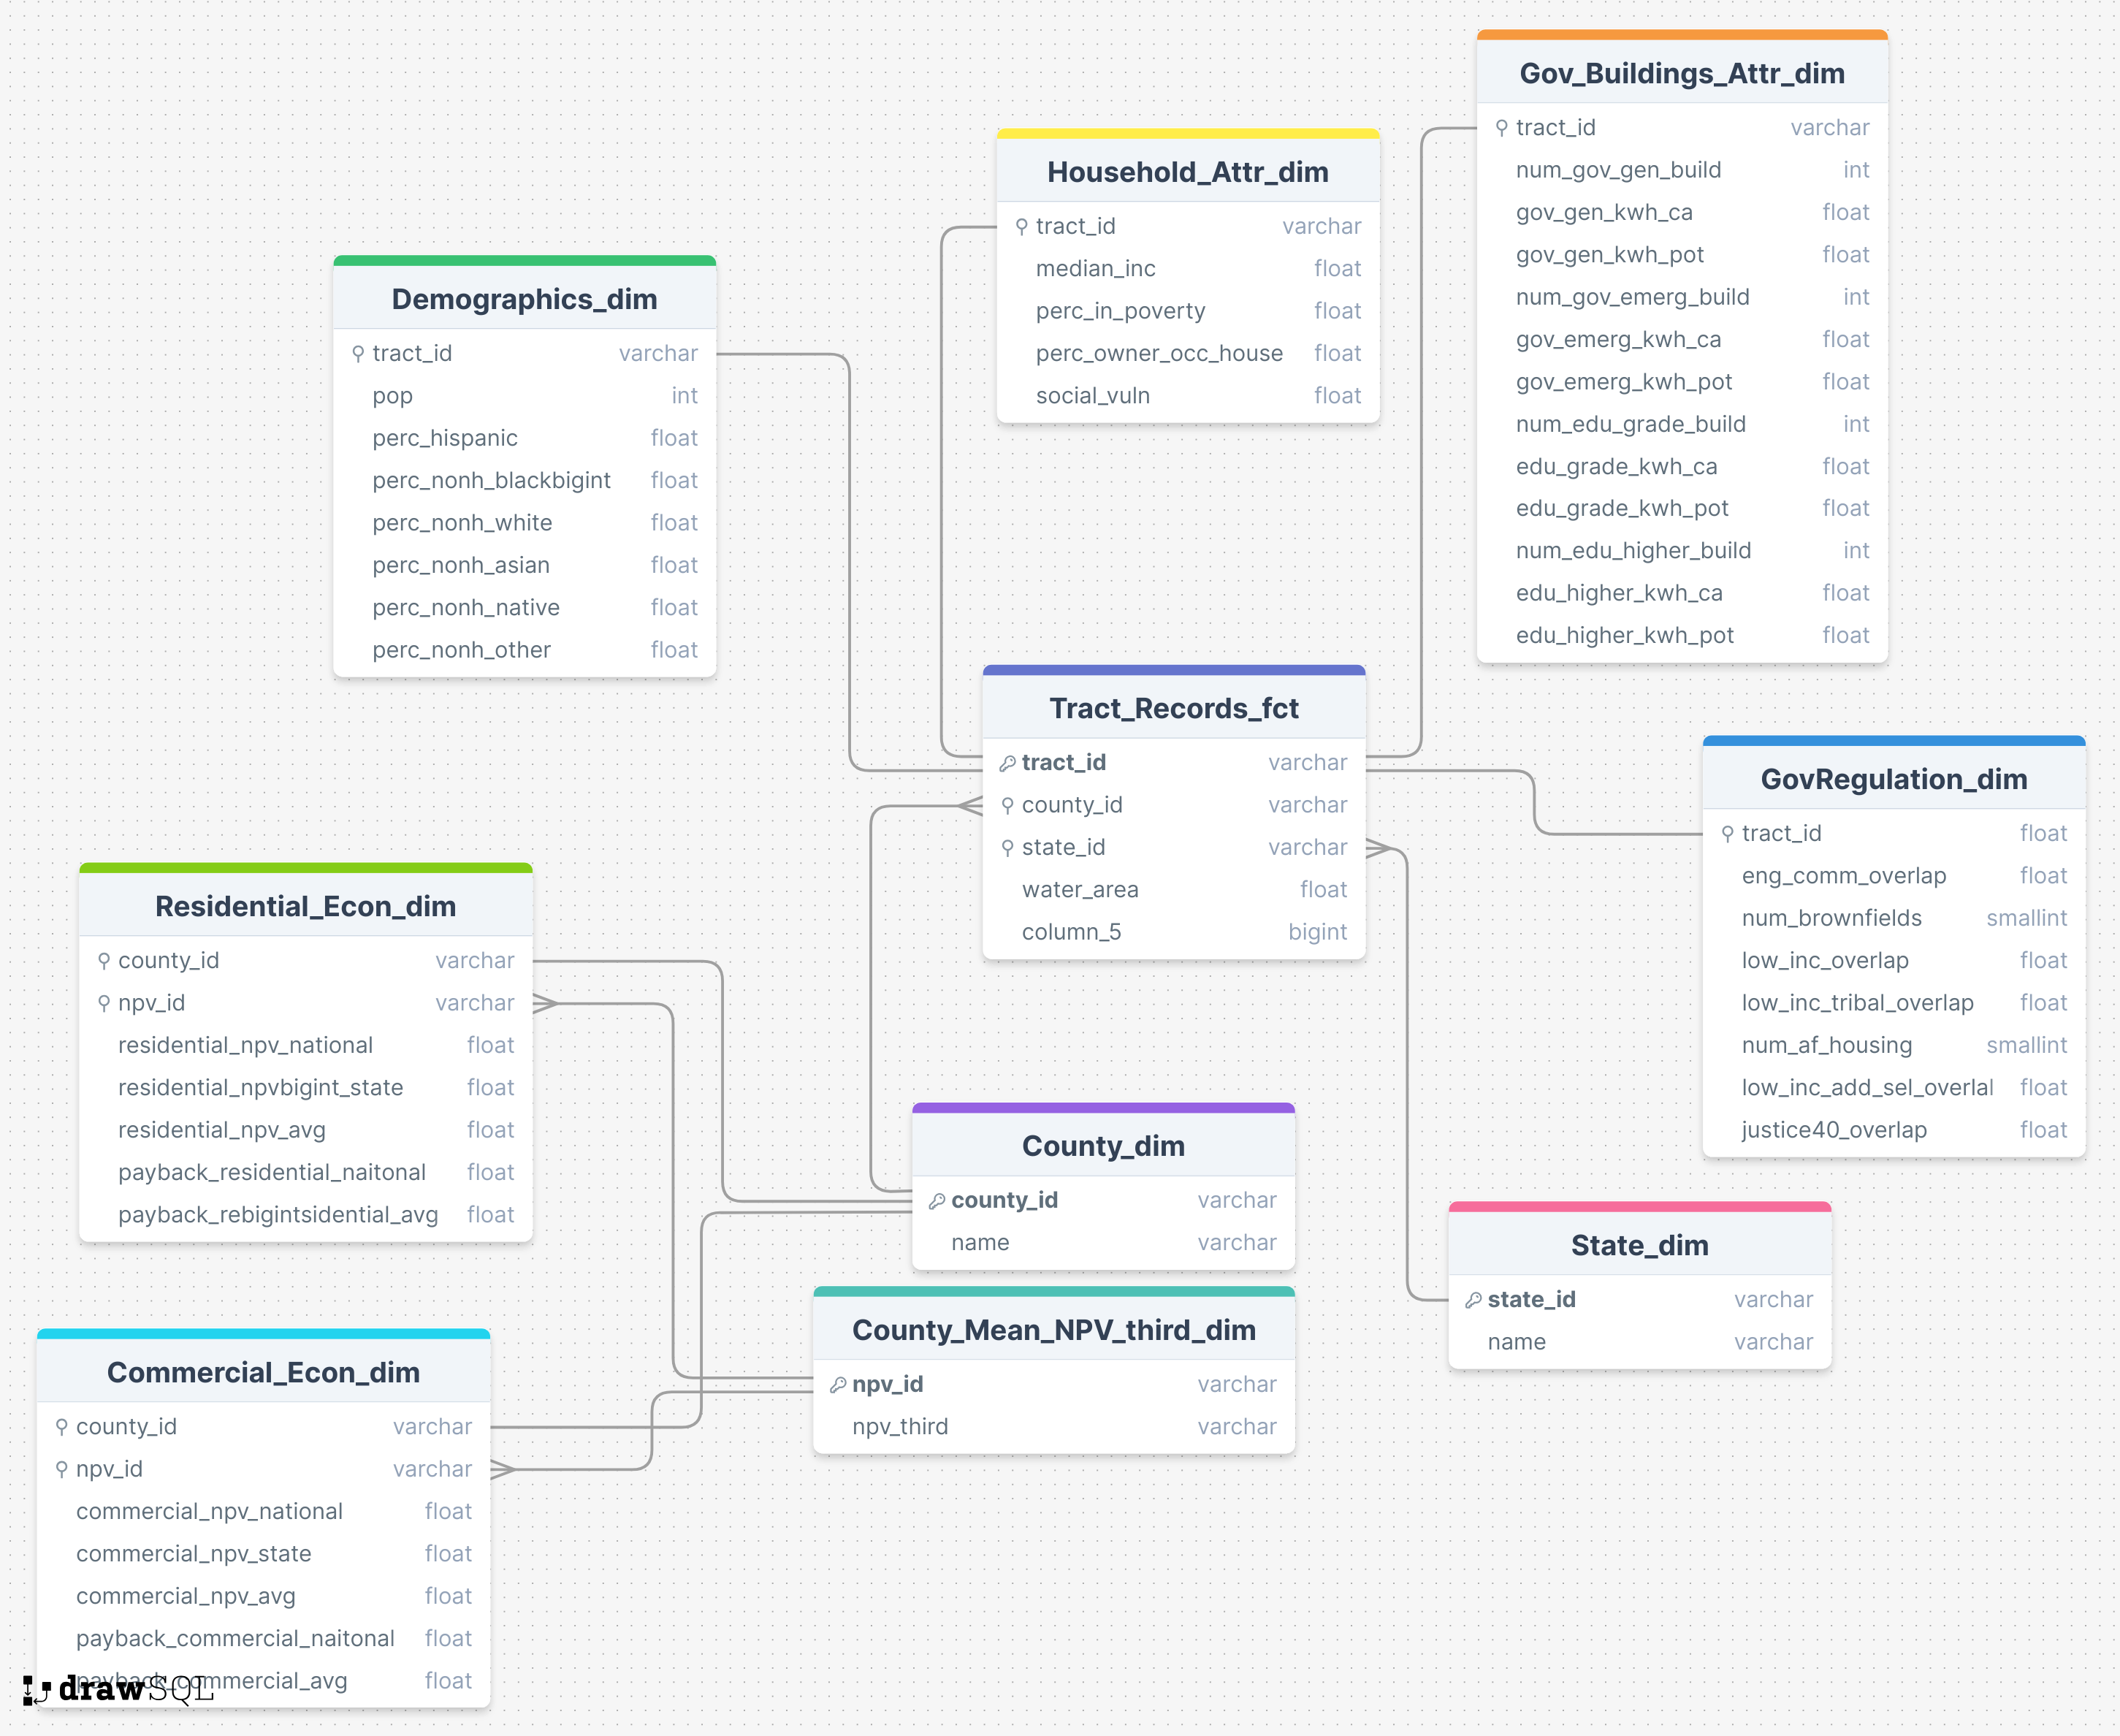 Gov_Buildings_Attr_dim
tract_id varchar
num_gov_gen_build int
gov_gen_kwh_ca float
gov_gen_kwh_pot float
num_gov_emerg_build int
gov_emerg_kwh_ca float
gov_emerg_kwh_pot float
num_edu_grade_build int
edu_grade_kwh_ca float
edu_grade_kwh_pot float
num_edu_higher_build int
edu_higher_kwh_ca float
edu_higher_kwh_pot float
Household_Attr_dim
tract_id varchar
median_inc float
perc_in_poverty float
perc_owner_occ_house float
social_vuln float
Demographics_dim
tract_id varchar
pop int
perc_hispanic float
perc_nonh_blackbigint float
perc_nonh_white float
perc_nonh_asian float
perc_nonh_native float
perc_nonh_other float
Tract_Records_fct
tract_id varchar
county_id varchar
state_id varchar
water_area float
column_5 bigint
GovRegulation_dim
tract_id float
eng_comm_overlap float
num_brownfields smallint
low_inc_overlap float
low_inc_tribal_overlap float
num_af_housing smallint
low_inc_add_sel_overlal float
justice40_overlap float
Residential_Econ_dim
county_id varchar
npv_id varchar
residential_npv_national float
residential_npvbigint_state float
residential_npv_avg float
payback_residential_naitonal float
payback_rebigintsidential_avg float
County_dim
county_id varchar
name varchar
State_dim
state_id varchar
name varchar
County_Mean_NPV_third_dim
npv_id varchar
npv_third varchar
Commercial_Econ_dim
county_id varchar
npv_id varchar
commercial_npv_national float
commercial_npv_state float
commercial_npv_avg float
payback_commercial_naitonal float
payback_commercial_avg float
drawSQL